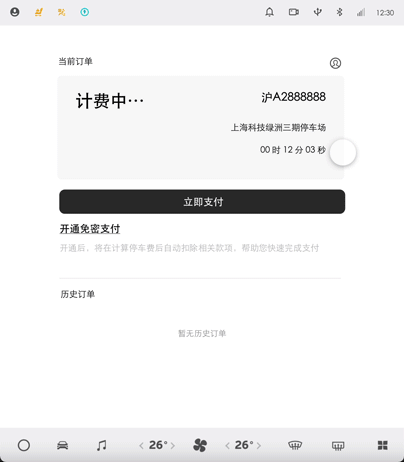 12:30
当前订单
计费中···
沪A2888888
上海科技绿洲三期停车场
00 时 12 分 03 秒
立即支付
开通免密支付
开通后，将在计算停车费后自动扣除相关款项，帮助您快速完成支付
历史订单
暂无历史订单
26°
26°